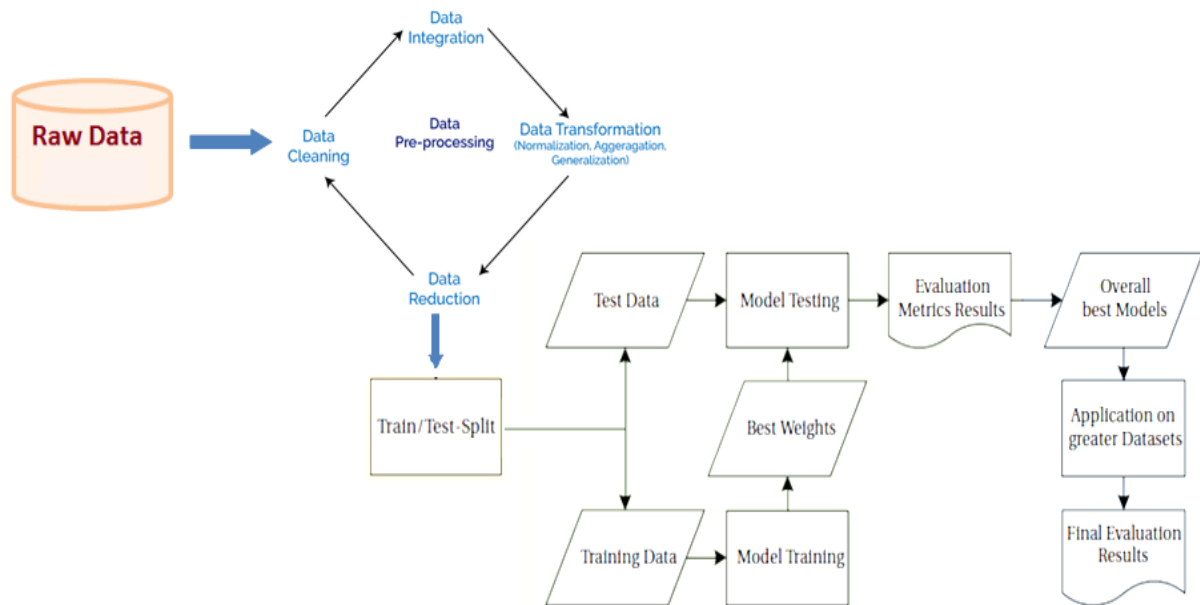 Data
Integration
Raw Data
Data
Cleaning
Data
Pre-processing
Data Transformation
(Normalization, Aggeragation,
Generalization)
Data
Reduction
Train/Test-Split
Test Data
Model Testing
Evaluation
Metrics Results
Overall
best Models
Best Weights
Application on
greater Datasets
Training Data
Model Training
Final Evaluation
Results